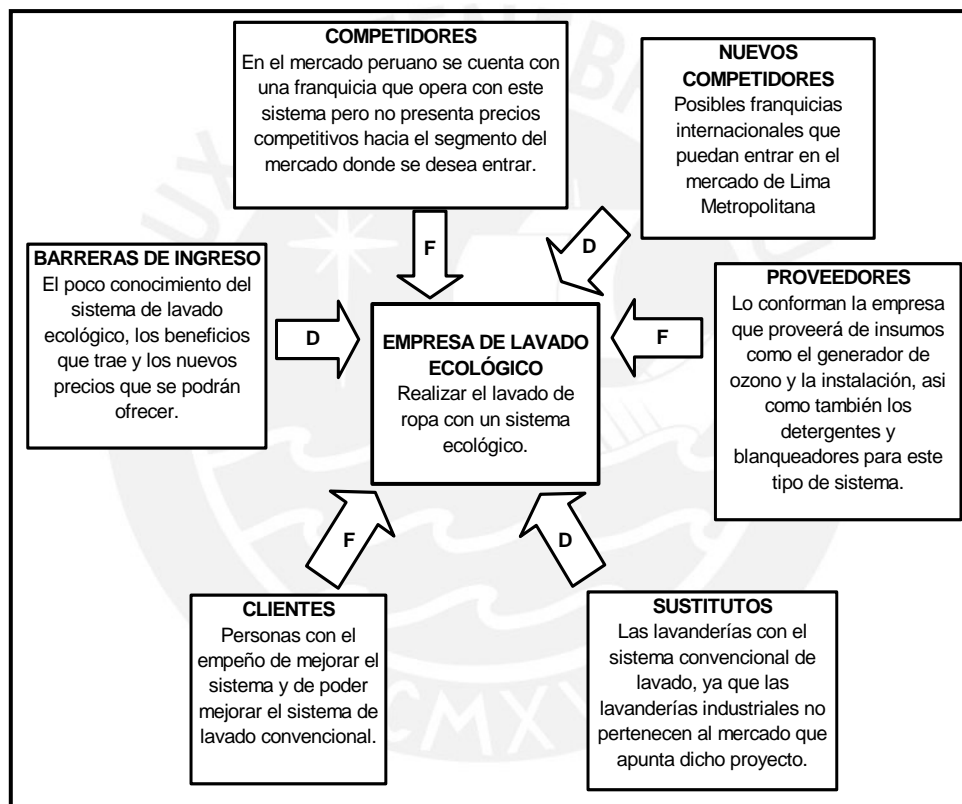 COMPETIDORES
En el mercado peruano se cuenta con
una franquicia que opera con este
sistema pero no presenta precios
competitivos hacia el segmento del
mercado donde se desea entrar.
NUEVOS
COMPETIDORES
Posibles franquicias
internacionales que
puedan entrar en el
mercado de Lima
Metropolitana
F
D
BARRERAS DE INGRESO
El poco conocimiento del
sistema de lavado
ecológico, los beneficios
que trae y los nuevos
precios que se podrán
ofrecer.
D
EMPRESA DE LAVADO
ECOLÓGICO
Realizar el lavado de
ropa con un sistema
ecológico.
F
PROVEEDORES
Lo conforman la empresa
que proveerá de insumos
como el generador de
ozono y la instalación, asi
como también los
detergentes y
blanqueadores para este
tipo de sistema.
F
D
CLIENTES
Personas con el
empeño de mejorar el
sistema y de poder
mejorar el sistema de
lavado convencional.
SUSTITUTOS
Las lavanderías con el
sistema convencional de
lavado, ya que las
lavanderías industriales no
pertenecen al mercado que
apunta dicho proyecto.